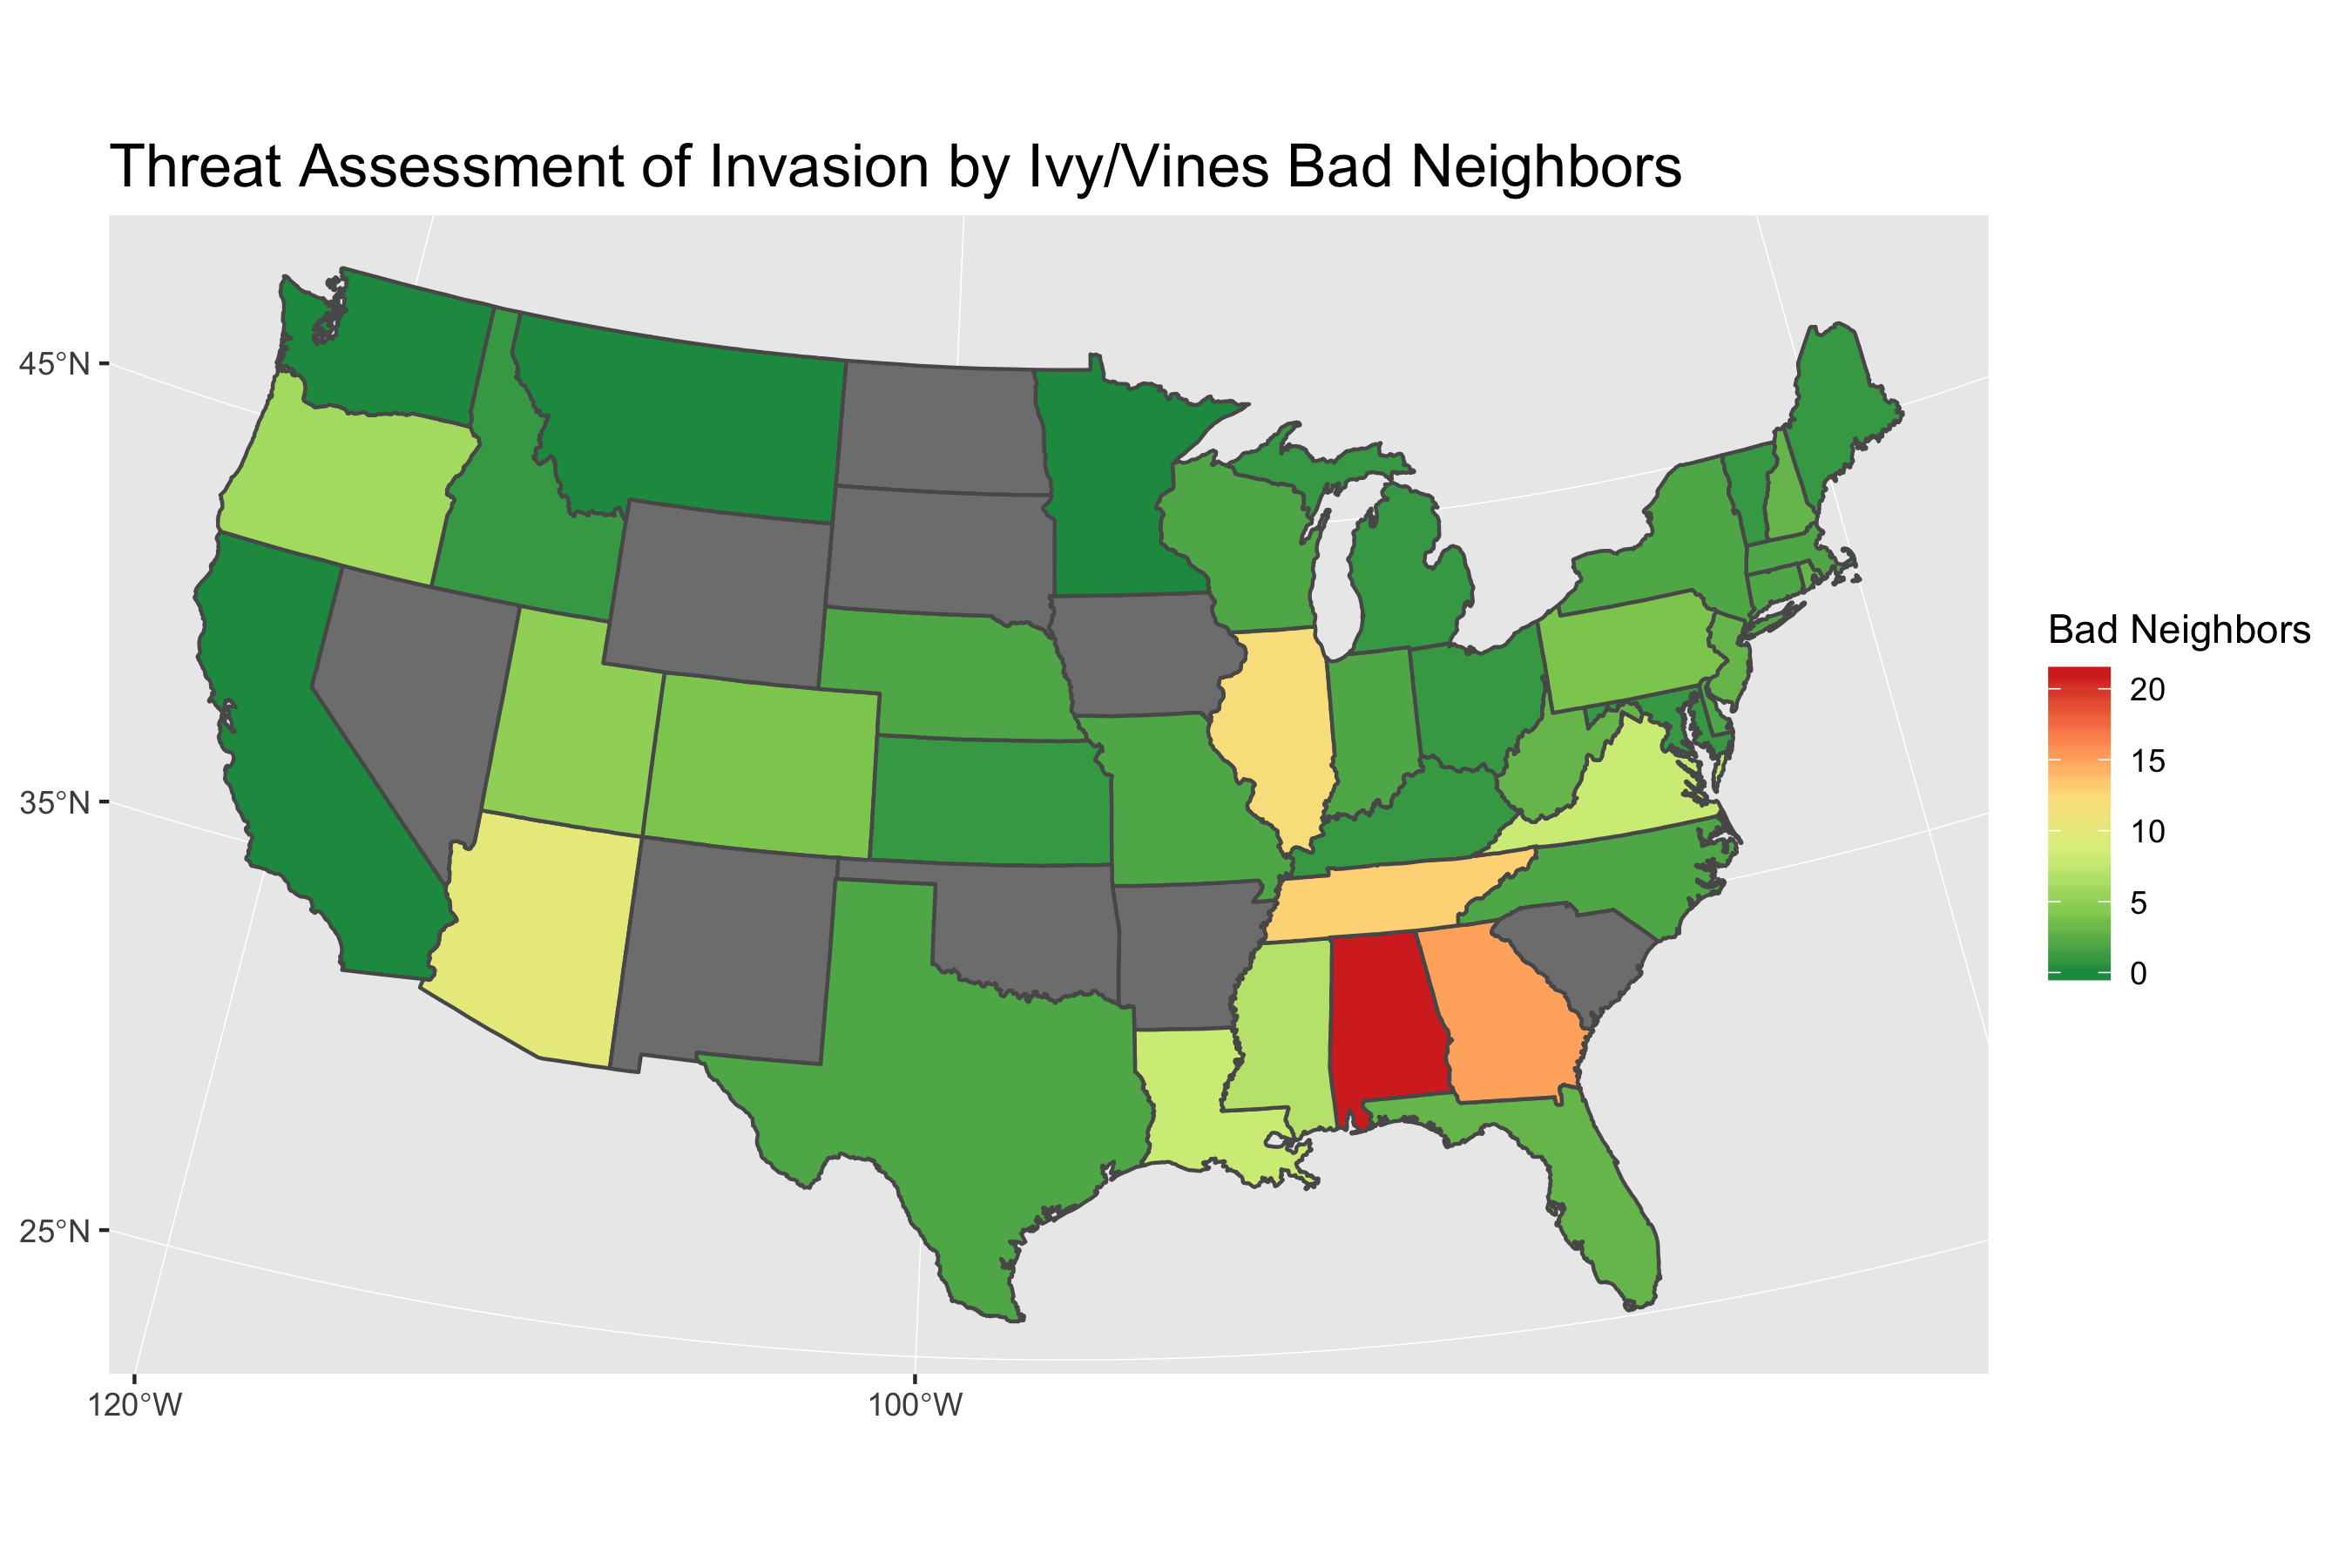 Threat Assessment of Invasion by Ivy/Vines Bad Neighbors
45°N
35°N
25°N
120°W
100°W
Bad Neighbors
20
15
10
5
0